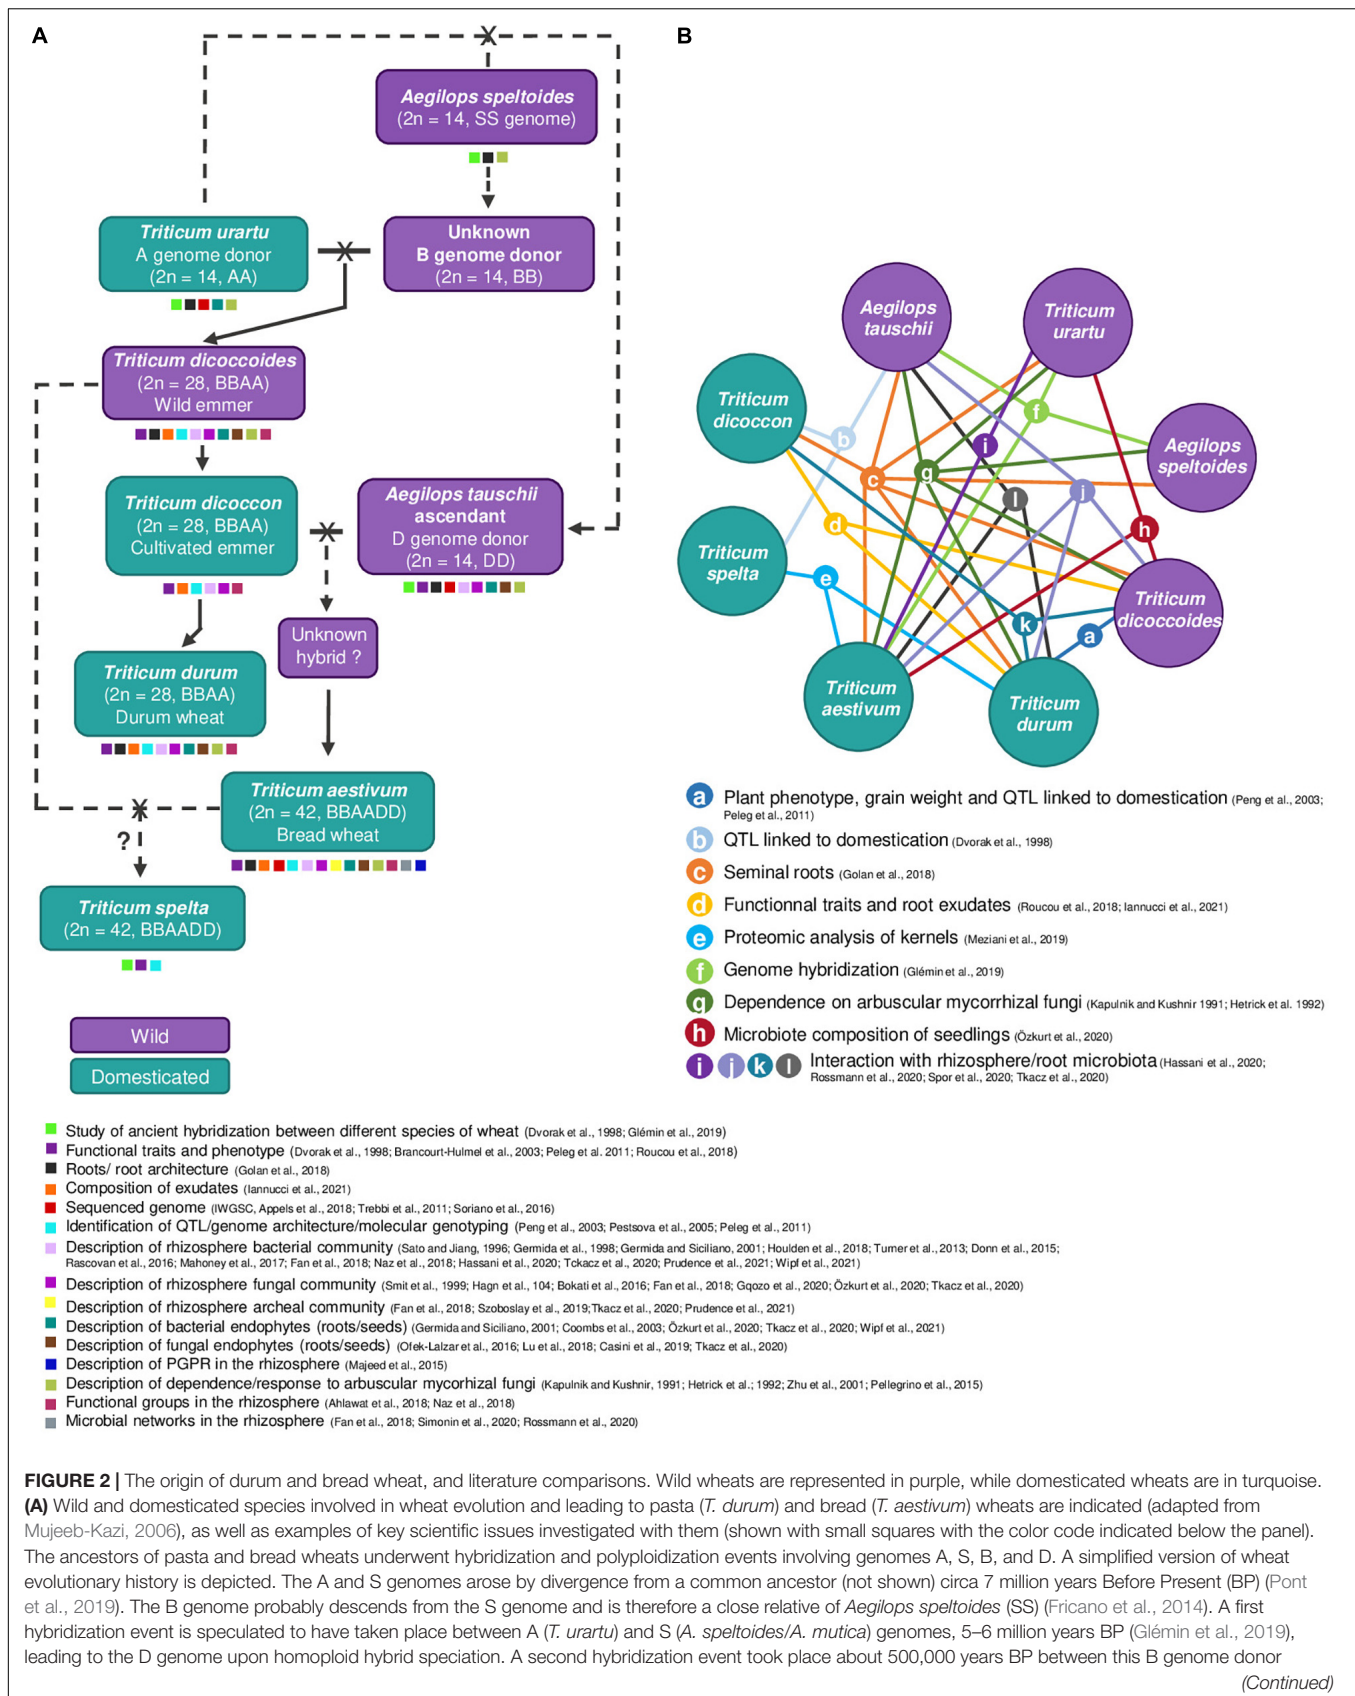 A
X
Aegilops speltoides
(2n = 14, SS genome)
Triticum urartu
A genome donor
(2n = 14, AA)
X
Unknown
B genome donor
(2n = 14, BB)
Triticum dicoccoides
(2n = 28, BBAA)
Wild emmer
Triticum dicoccon
(2n = 28, BBAA)
Cultivated emmer
X
Aegilops tauschii
ascendant
D genome donor
(2n = 14, DD)
Unknown
hybrid ?
Triticum durum
(2n = 28, BBAA)
Durum wheat
Triticum aestivum
(2n = 42, BBAADD)
Bread wheat
X
?
Triticum spelta
(2n = 42, BBAADD)
Wild
Domesticated
B
Aegilops
tauschii
Triticum
urartu
Triticum
dicoccon
Aegilops
speltoides
Triticum
spelta
Triticum
dicoccoides
Triticum
aestivum
Triticum
durum
f
b
i
g
c
j
l
d
h
e
k
a
a Plant phenotype, grain weight and QTL linked to domestication (Peng et al., 2003;
Peleg et al., 2011)
b QTL linked to domestication (Dvorak et al., 1998)
c Seminal roots (Golan et al., 2018)
d Functionnal traits and root exudates (Roucou et al., 2018; Iannucci et al., 2021)
e Proteomic analysis of kernels (Meziani et al., 2019)
f Genome hybridization (Glémin et al., 2019)
g Dependence on arbuscular mycorrhizal fungi (Kapulnik and Kushnir 1991; Hetrick et al. 1992)
h Microbiote composition of seedlings (Özkurt et al., 2020)
i j k l Interaction with rhizosphere/root microbiota (Hassani et al., 2020;
Rossmann et al., 2020; Spor et al., 2020; Tkacz et al., 2020)
Study of ancient hybridization between different species of wheat (Dvorak et al., 1998; Glémin et al., 2019)
Functional traits and phenotype (Dvorak et al., 1998; Brancourt-Hulmel et al., 2003; Peleg et al. 2011; Roucou et al., 2018)
Roots/ root architecture (Golan et al., 2018)
Composition of exudates (Iannucci et al., 2021)
Sequenced genome (IWGSC, Appels et al., 2018; Trebbi et al., 2011; Soriano et al., 2016)
Identification of QTL/genome architecture/molecular genotyping (Peng et al., 2003; Pestsova et al., 2005; Peleg et al., 2011)
Description of rhizosphere bacterial community (Sato and Jiang, 1996; Germida et al., 1998; Germida and Siciliano, 2001; Houlden et al., 2018; Turner et al., 2013; Donn et al., 2015;
Rascovan et al., 2016; Mahoney et al., 2017; Fan et al., 2018; Naz et al., 2018; Hassani et al., 2020; Tckacz et al., 2020; Prudence et al., 2021; Wipf et al., 2021)
Description of rhizosphere fungal community (Smit et al., 1999; Hagn et al., 104; Bokati et al., 2016; Fan et al., 2018; Gqozo et al., 2020; Özkurt et al., 2020; Tkacz et al., 2020)
Description of rhizosphere archeal community (Fan et al., 2018; Szoboslay et al., 2019;Tkacz et al., 2020; Prudence et al., 2021)
Description of bacterial endophytes (roots/seeds) (Germida and Siciliano, 2001; Coombs et al., 2003; Özkurt et al., 2020; Tkacz et al., 2020; Wipf et al., 2021)
Description of fungal endophytes (roots/seeds) (Ofek-Lalzar et al., 2016; Lu et al., 2018; Casini et al., 2019; Tkacz et al., 2020)
Description of PGPR in the rhizosphere (Majeed et al., 2015)
Description of dependence/response to arbuscular mycorhizal fungi (Kapulnik and Kushnir, 1991; Hetrick et al.; 1992; Zhu et al., 2001; Pellegrino et al., 2015)
Functional groups in the rhizosphere (Ahlawat et al., 2018; Naz et al., 2018)
Microbial networks in the rhizosphere (Fan et al., 2018; Simonin et al., 2020; Rossmann et al., 2020)
FIGURE 2 | The origin of durum and bread wheat, and literature comparisons. Wild wheats are represented in purple, while domesticated wheats are in turquoise.
(A) Wild and domesticated species involved in wheat evolution and leading to pasta (T. durum) and bread (T. aestivum) wheats are indicated (adapted from
Mujeeb-Kazi, 2006), as well as examples of key scientific issues investigated with them (shown with small squares with the color code indicated below the panel).
The ancestors of pasta and bread wheats underwent hybridization and polyploidization events involving genomes A, S, B, and D. A simplified version of wheat
evolutionary history is depicted. The A and S genomes arose by divergence from a common ancestor (not shown) circa 7 million years Before Present (BP) (Pont
et al., 2019). The B genome probably descends from the S genome and is therefore a close relative of Aegilops speltoides (SS) (Fricano et al., 2014). A first
hybridization event is speculated to have taken place between A (T. urartu) and S (A. speltoides/A. mutica) genomes, 5–6 million years BP (Glémin et al., 2019),
leading to the D genome upon homoploid hybrid speciation. A second hybridization event took place about 500,000 years BP between this B genome donor
(Continued)